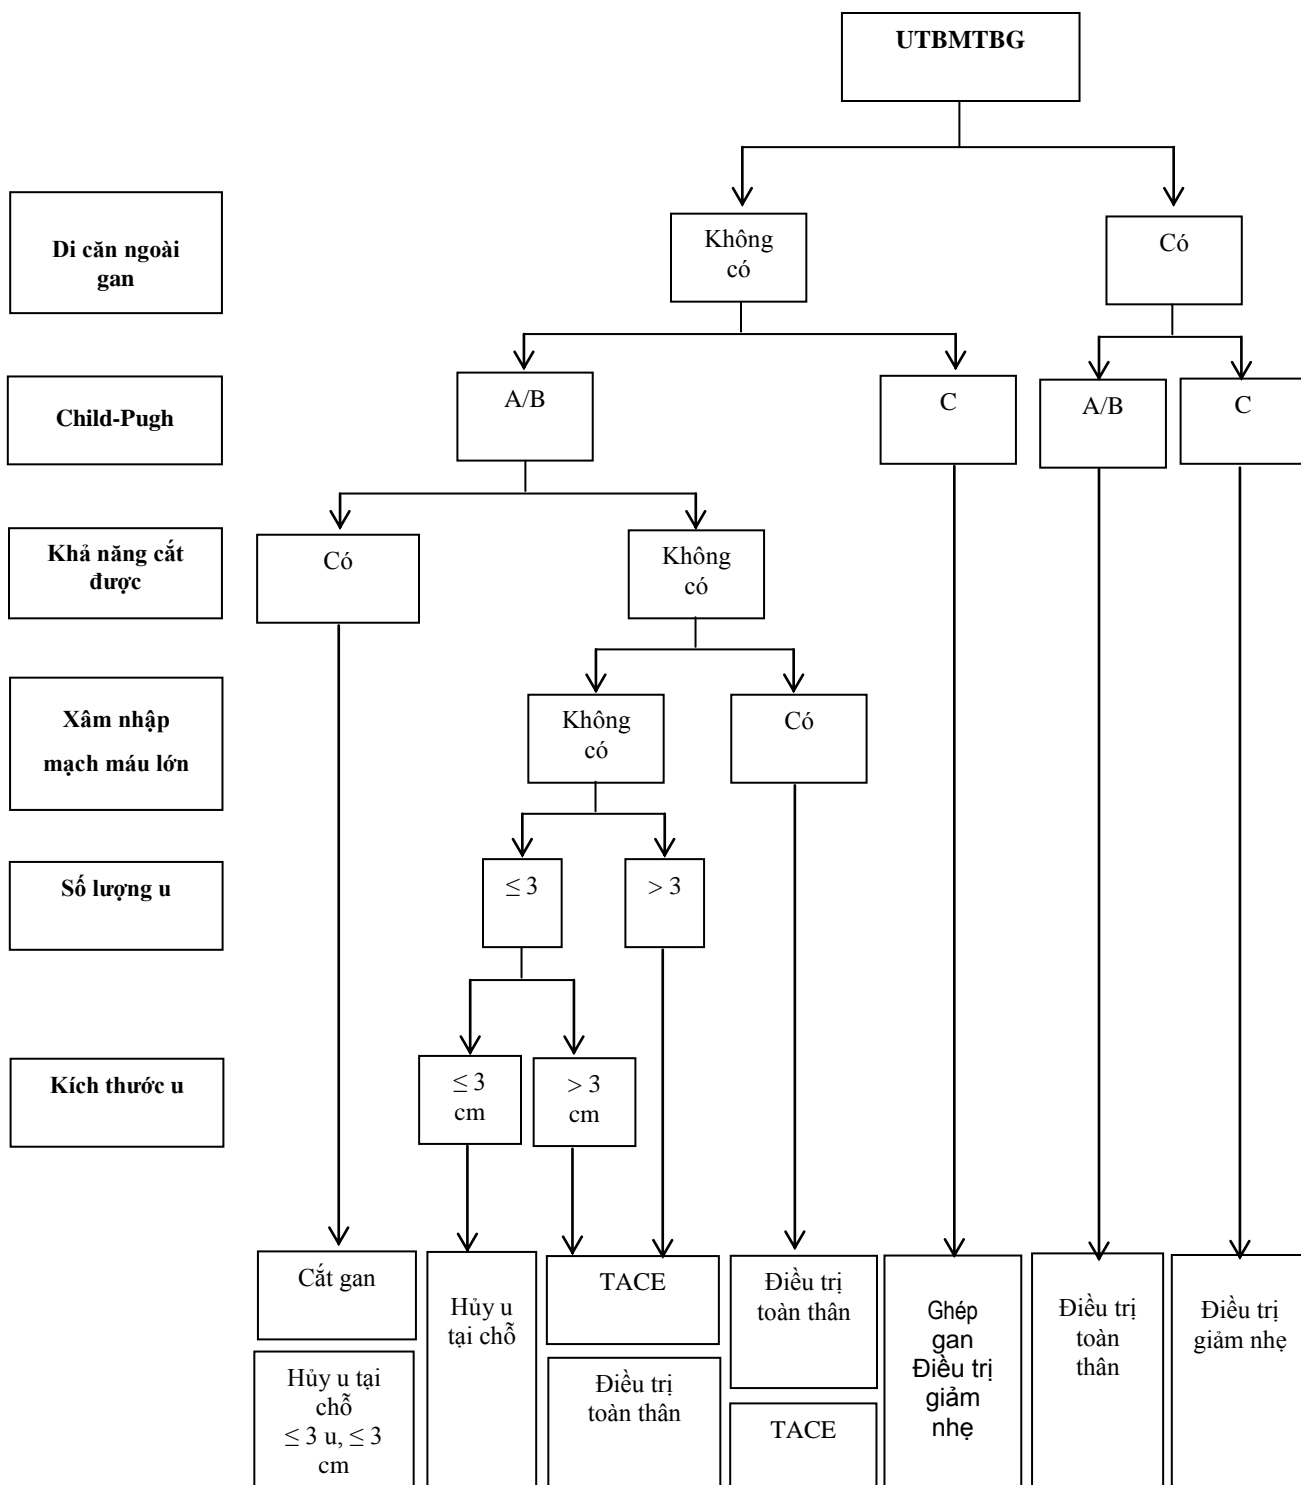 UTBMTBG
Di căn ngoài
gan
Không
có
Có
Child-Pugh
A/B
C
A/B
C
Khả năng cắt
được
Có
Không
có
Xâm nhập
mạch máu lớn
Không
có
Có
Số lượng u
≤ 3
> 3
Kích thước u
≤ 3
cm
> 3
cm
Cắt gan
Hủy u tại
chỗ
≤ 3 u, ≤ 3
cm
Hủy u
tại chỗ
TACE
Điều trị
toàn thân
Điều trị
toàn thân
TACE
Ghép
gan
Điều trị
giảm
nhẹ
Điều trị
toàn
thân
Điều trị
giảm nhẹ